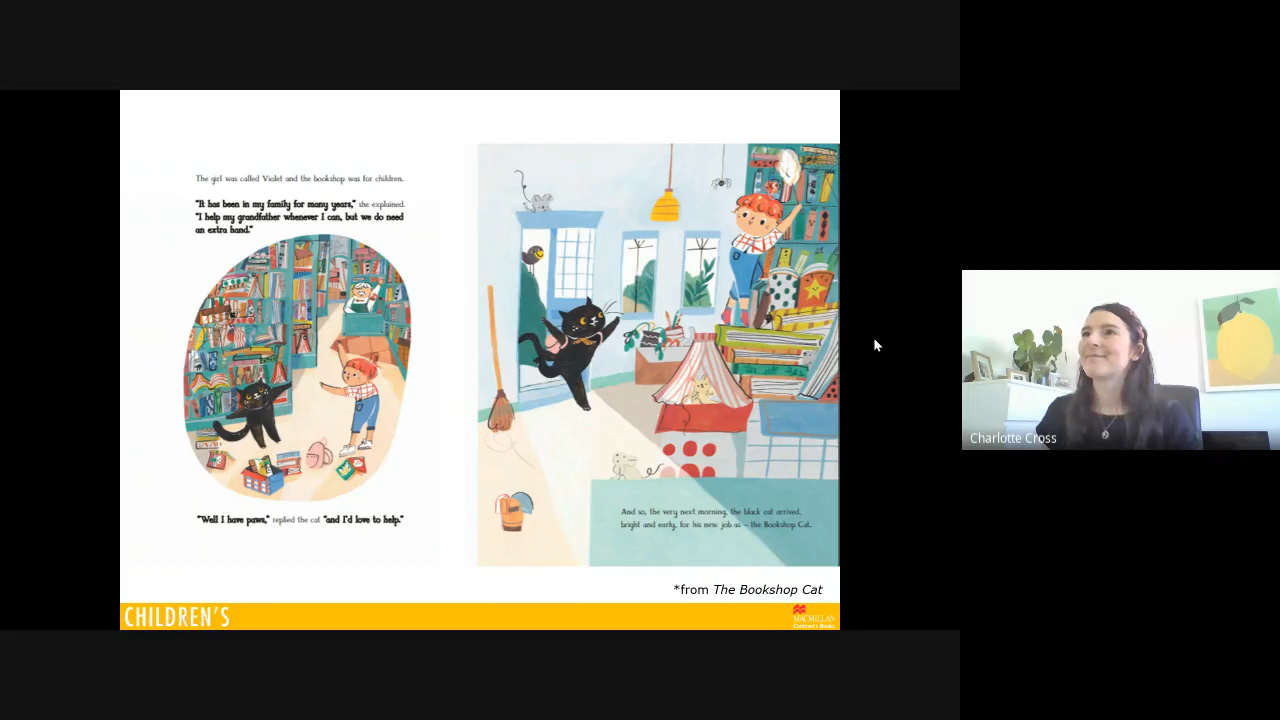 The girl was called Violet and the bookshop was for children.
"It has been in my family for many years," she explained.
"I help my grandfather whenever I can, but we do need
an extra hand."
"Well I have paws," replied the cat "and I'd love to help."
And so, the very next morning, the black cat arrived,
bright and early, for his new job as – the Bookshop Cat.
*from The Bookshop Cat
CHILDREN'S
MACMILLAN
Children's Books
Charlotte Cross